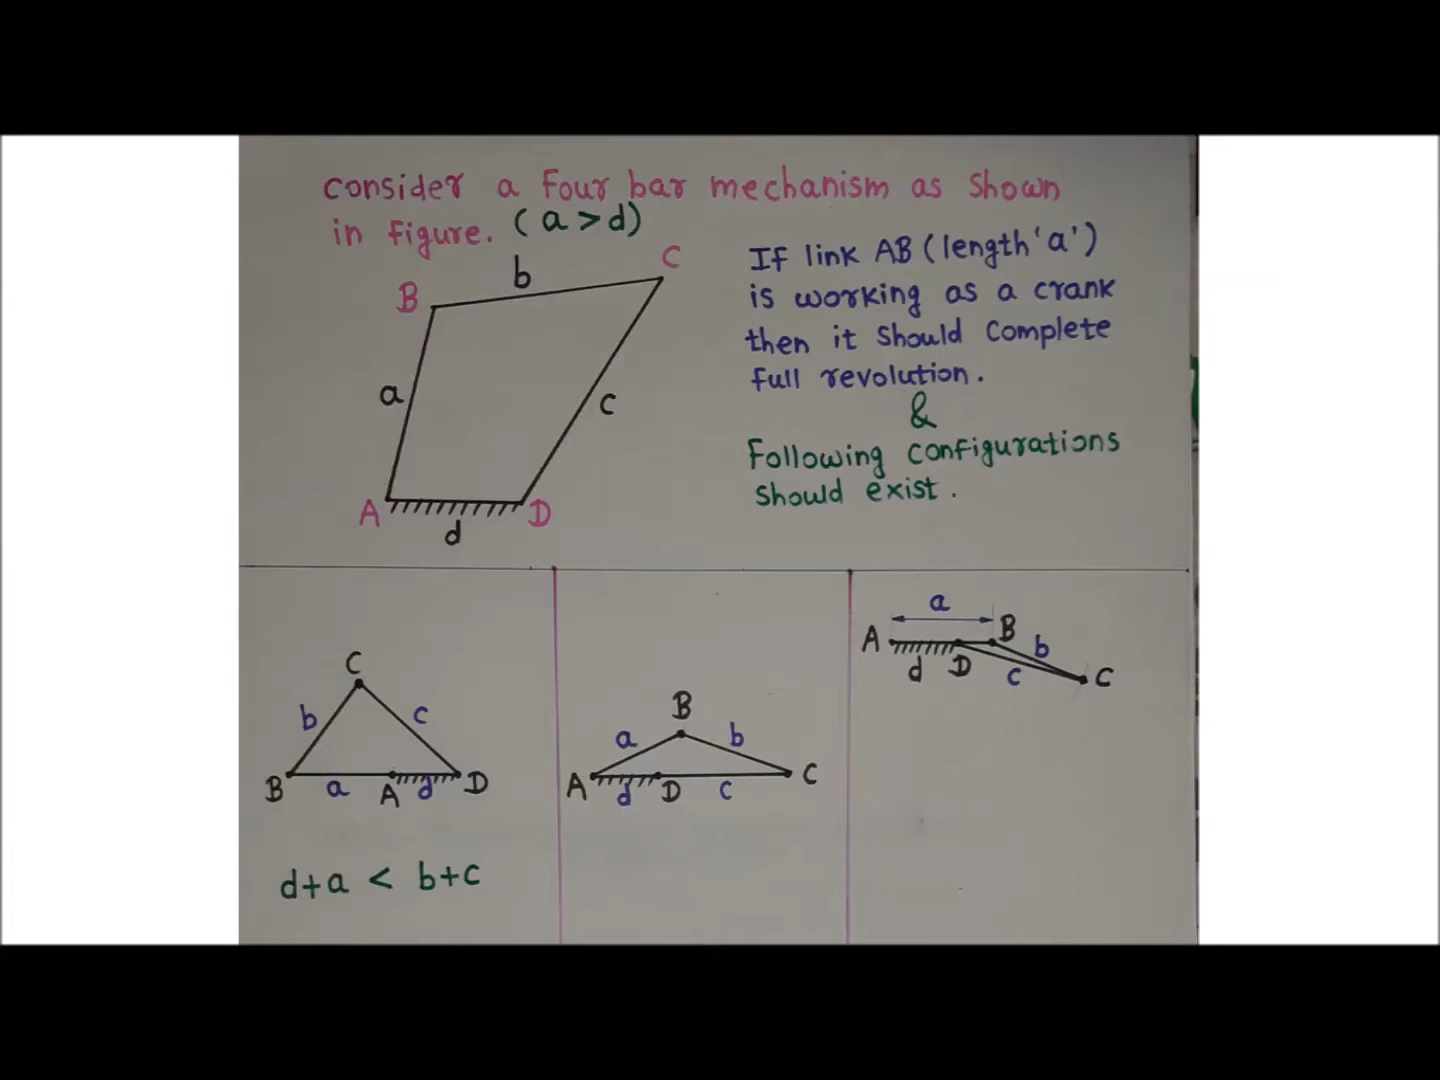 Consider a Four bar mechanism as shown
in figure. (a > d)
If link AB (length 'a')
is working as a crank
then it should complete
full revolution.
&
Following configurations
should exist.
B
b
C
a
c
A
d
D
C
b
c
B
a
A
d
D
d+a < b+c
B
a
b
A
d
D
c
C
a
A
B
b
d
D
c
C